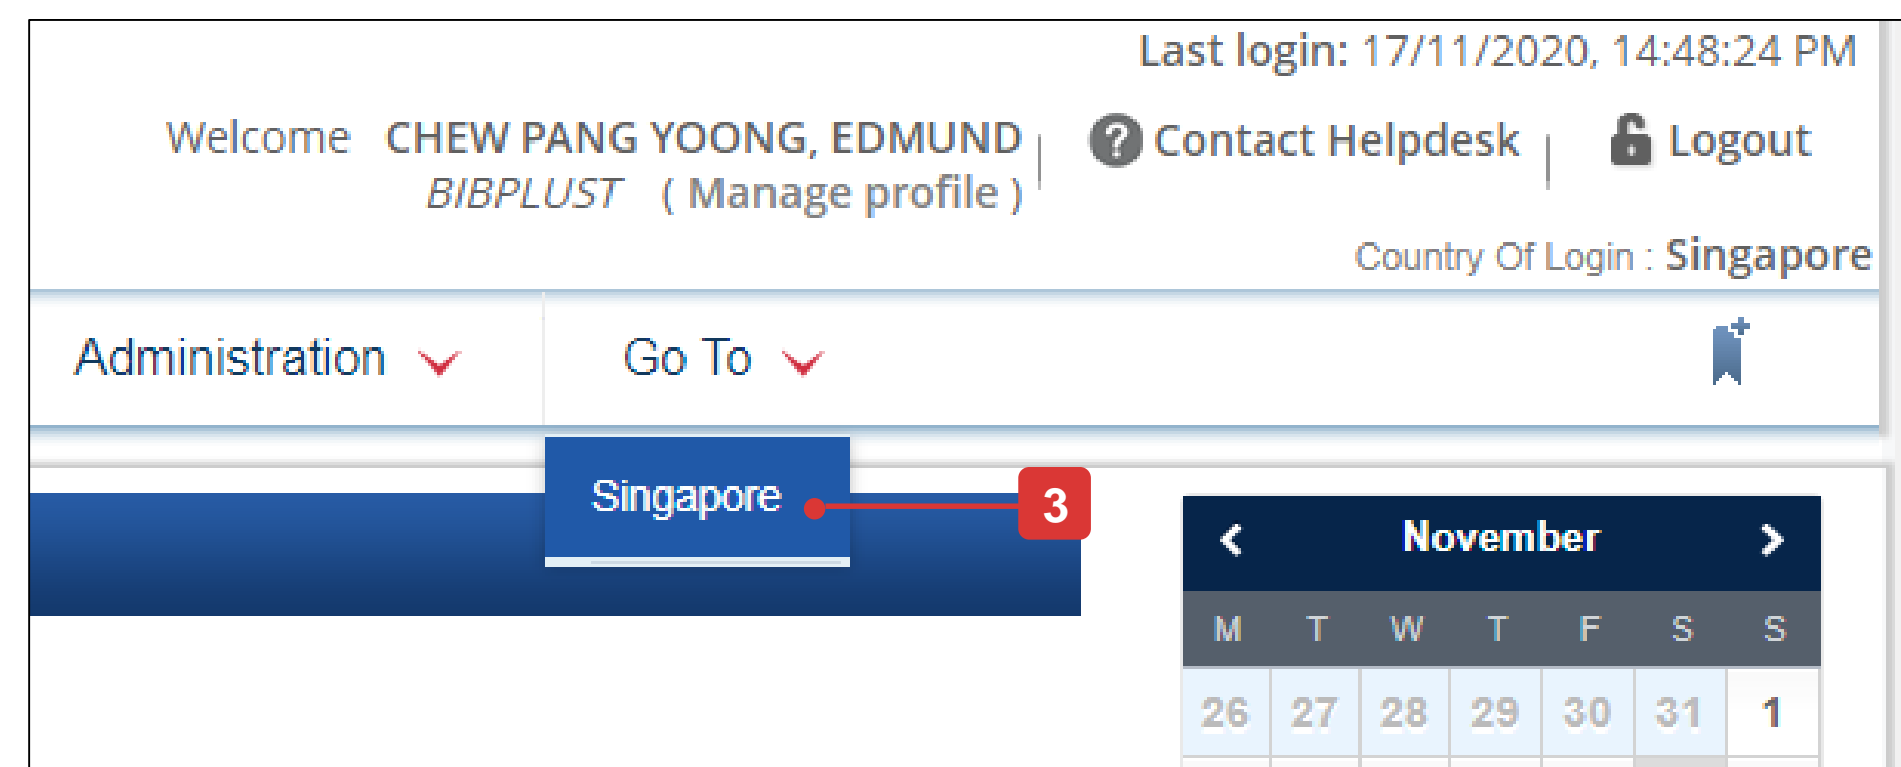 Last login: 17/11/2020, 14:48:24 PM
Welcome CHEW PANG YOONG, EDMUND
BIBPLUST ( Manage profile )
? Contact Helpdesk
Logout
Country Of Login : Singapore
Administration
Go To
Singapore
3
< November >
M T W T F S S
26 27 28 29 30 31 1